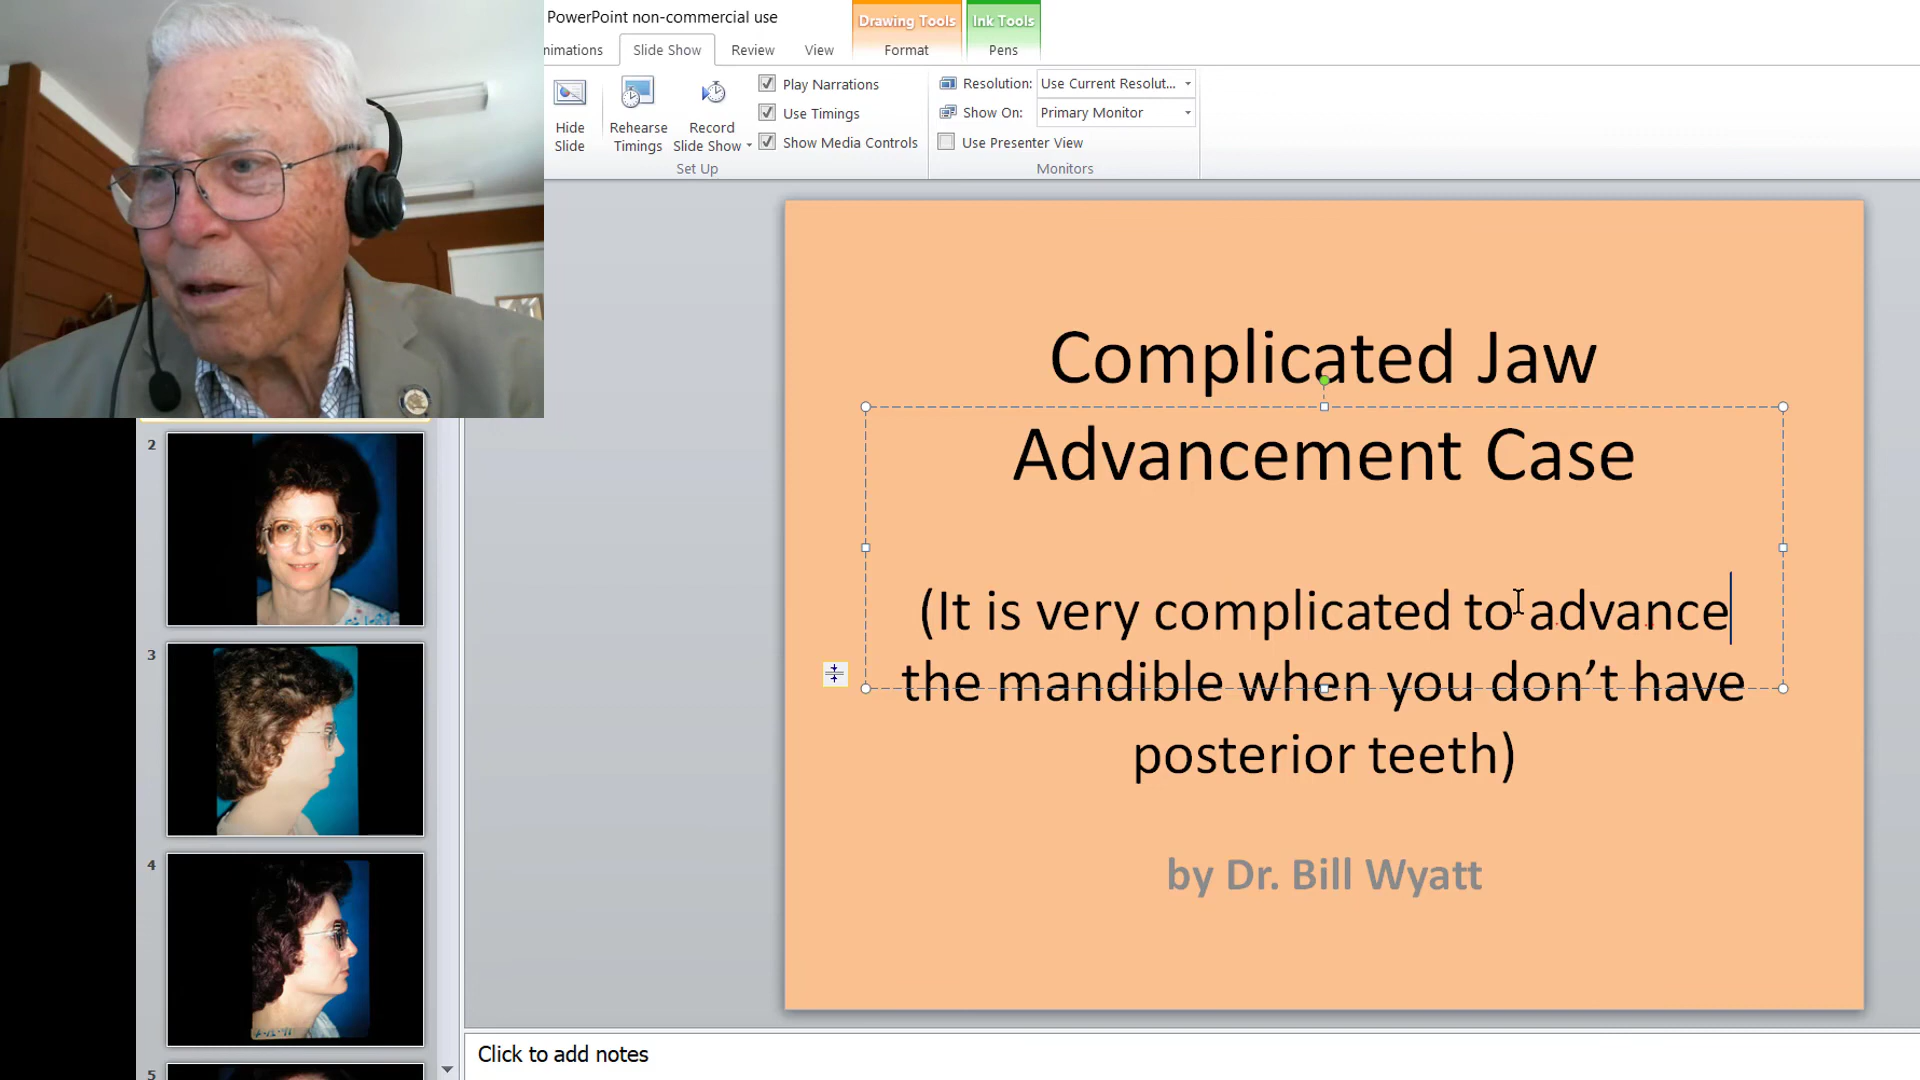 PowerPoint non-commercial use
Drawing Tools
Ink Tools
nimations
Slide Show
Review
View
Format
Pens
Hide
Slide
Rehearse
Timings
Record
Slide Show
Play Narrations
Use Timings
Show Media Controls
Set Up
Resolution:
Use Current Resolut...
Show On:
Primary Monitor
Use Presenter View
Monitors
2
3
4
5
Complicated Jaw
Advancement Case
(It is very complicated to advance
the mandible when you don’t have
posterior teeth)
by Dr. Bill Wyatt
Click to add notes